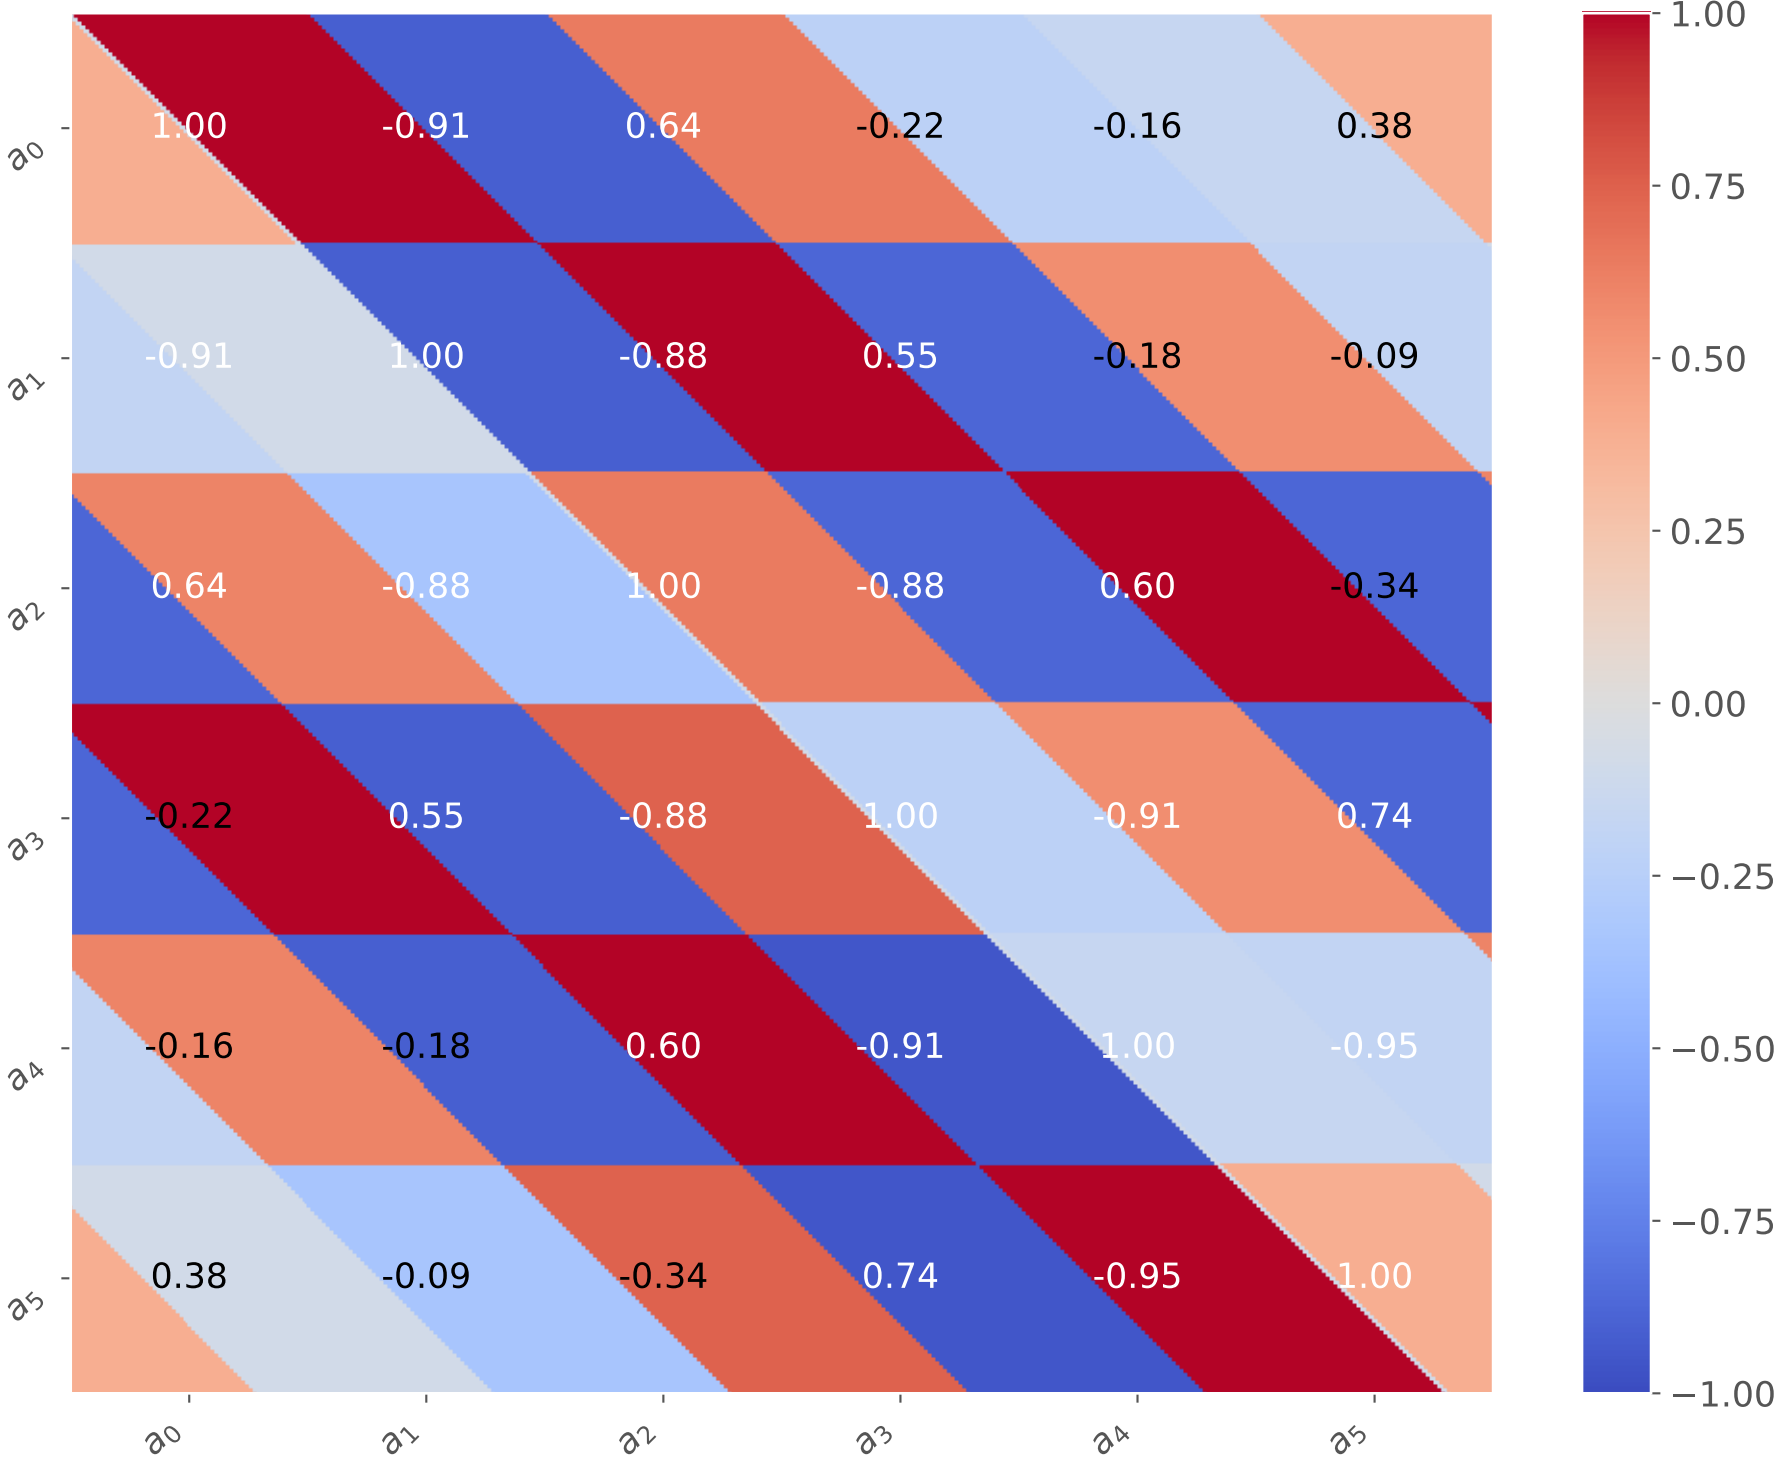 1.00
a0 1.00 -0.91 0.64 -0.22 -0.16 0.38
0.75
a1 -0.91 1.00 -0.88 0.55 -0.18 -0.09
0.50
0.25
a2 0.64 -0.88 1.00 -0.88 0.60 -0.34
0.00
a3 -0.22 0.55 -0.88 1.00 -0.91 0.74
−0.25
a4 -0.16 -0.18 0.60 -0.91 1.00 -0.95
−0.50
−0.75
a5 0.38 -0.09 -0.34 0.74 -0.95 1.00
−1.00
a0 a1 a2 a3 a4 a5